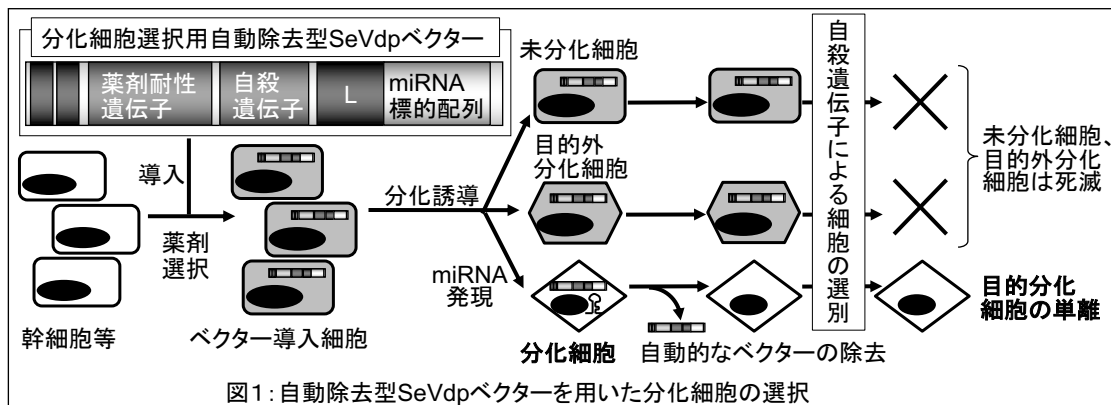 分化細胞選択用自動除去型SeVdpベクター
薬剤耐性
遺伝子
自殺
遺伝子
L
miRNA
標的配列
導入
薬剤
選択
幹細胞等
ベクター導入細胞
分化誘導
未分化細胞
目的外
分化細胞
miRNA
発現
分化細胞
自動的なベクターの除去
自殺遺伝子による細胞の選別
未分化細胞、
目的外分化
細胞は死滅
目的分化
細胞の単離
図1：自動除去型SeVdpベクターを用いた分化細胞の選択